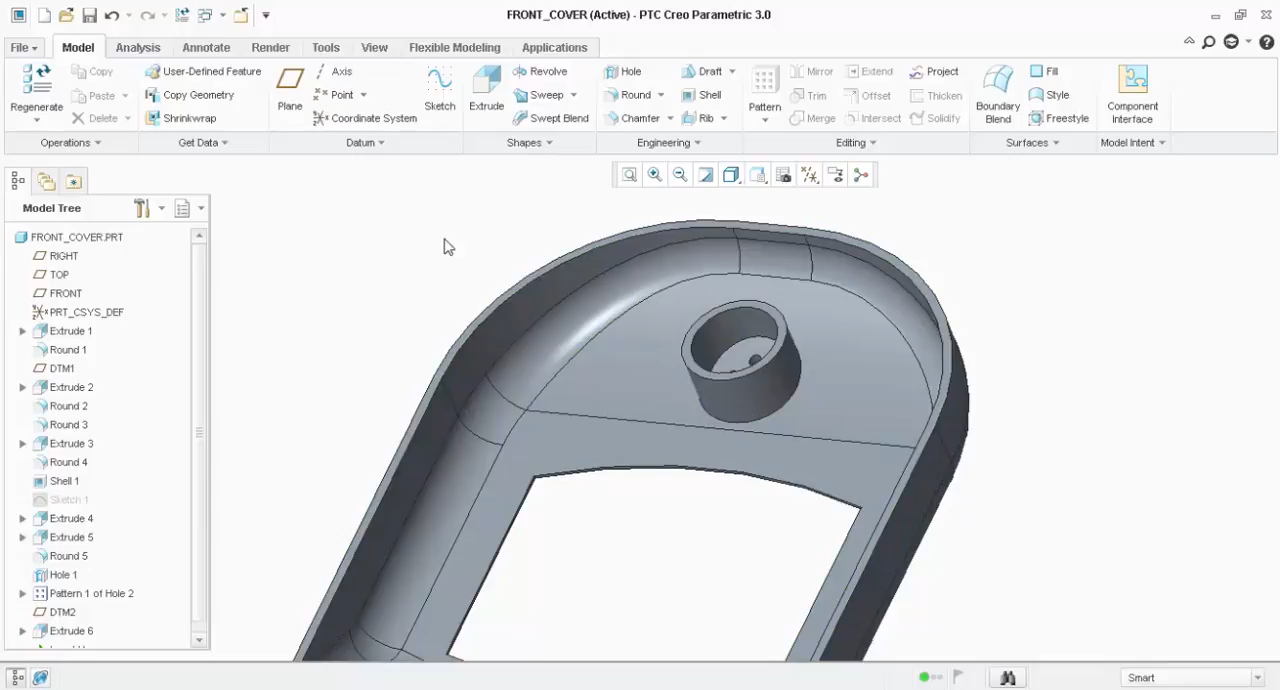 FRONT_COVER (Active) - PTC Creo Parametric 3.0
File Model Analysis Annotate Render Tools View Flexible Modeling Applications
Regenerate
Copy
Paste
Delete
Operations
User-Defined Feature
Copy Geometry
Shrinkwrap
Get Data
Plane
Axis
Point
Coordinate System
Sketch
Datum
Extrude
Revolve
Sweep
Swept Blend
Shapes
Hole
Round
Chamfer
Draft
Shell
Rib
Engineering
Pattern
Mirror
Trim
Merge
Extend
Offset
Intersect
Project
Thicken
Solidify
Editing
Boundary
Blend
Fill
Style
Freestyle
Surfaces
Component
Interface
Model Intent
Model Tree
FRONT_COVER.PRT
RIGHT
TOP
FRONT
PRT_CSYS_DEF
Extrude 1
Round 1
DTM1
Extrude 2
Round 2
Round 3
Extrude 3
Round 4
Shell 1
Sketch 1
Extrude 4
Extrude 5
Round 5
Hole 1
Pattern 1 of Hole 2
DTM2
Extrude 6
Smart